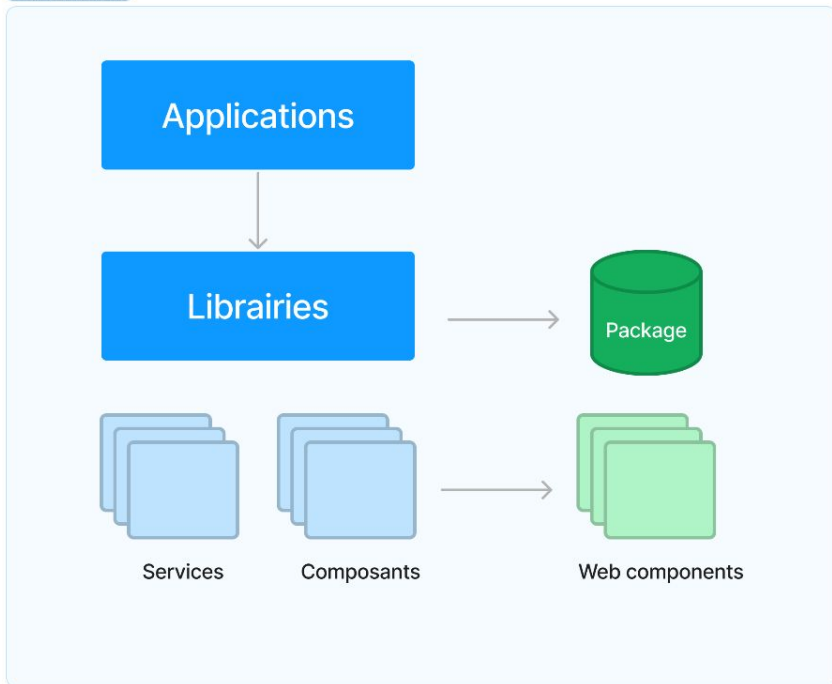 Applications
Librairies
Package
Services
Composants
Web components